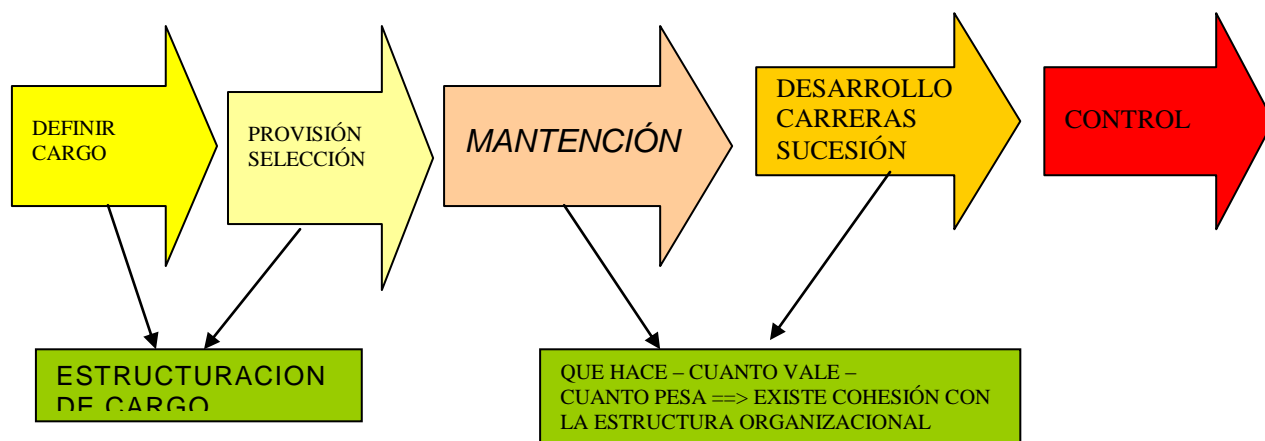 DEFINIR
CARGO
PROVISIÓN
SELECCIÓN
MANTENCIÓN
DESARROLLO
CARRERAS
SUCESIÓN
CONTROL
ESTRUCTURACION
DE CARGO
QUE HACE – CUANTO VALE –
CUANTO PESA ==> EXISTE COHESIÓN CON
LA ESTRUCTURA ORGANIZACIONAL